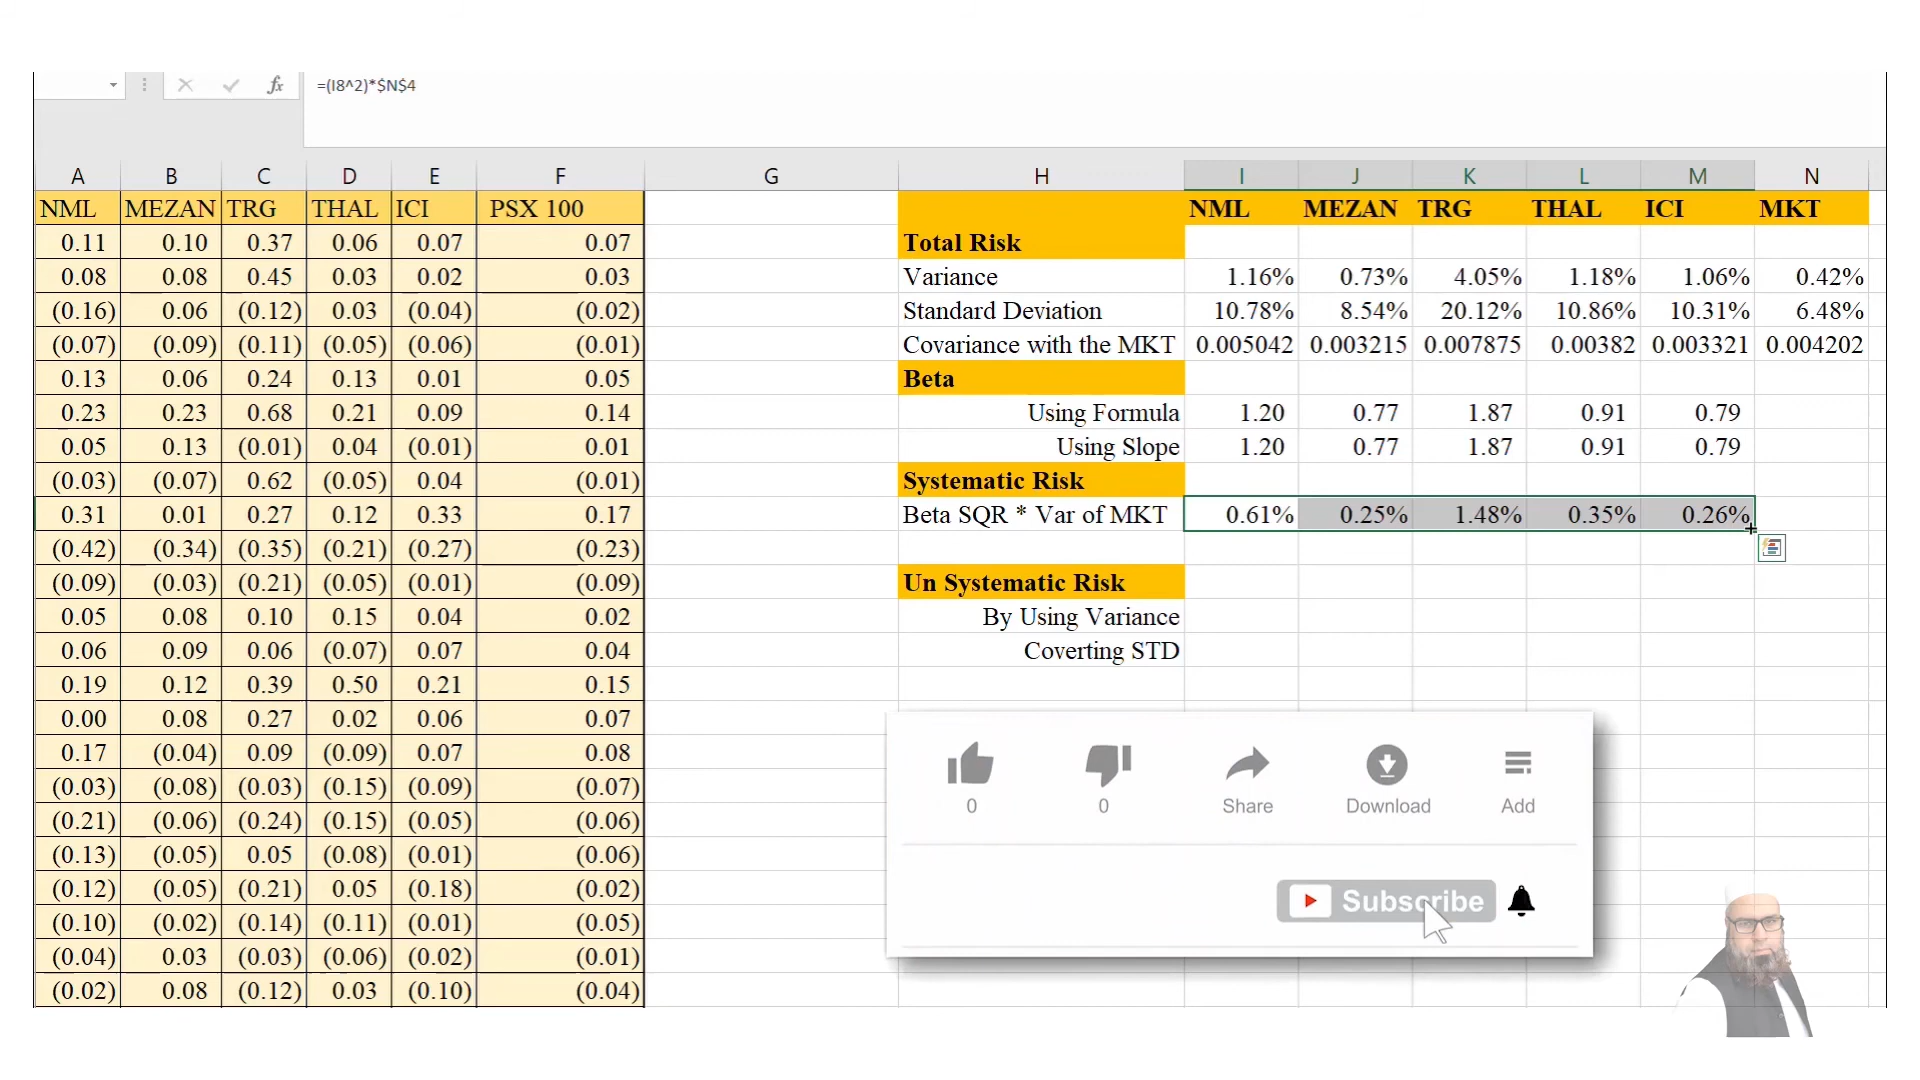 =(I8^2)*$N$4
A B C D E F G H I J K L M N
NML MEZAN TRG THAL ICI PSX 100 NML MEZAN TRG THAL ICI MKT
0.11 0.10 0.37 0.06 0.07 0.07 Total Risk
0.08 0.08 0.45 0.03 0.02 0.03 Variance 1.16% 0.73% 4.05% 1.18% 1.06% 0.42%
(0.16) 0.06 (0.12) 0.03 (0.04) (0.02) Standard Deviation 10.78% 8.54% 20.12% 10.86% 10.31% 6.48%
(0.07) (0.09) (0.11) (0.05) (0.06) (0.01) Covariance with the MKT 0.005042 0.003215 0.007875 0.00382 0.003321 0.004202
0.13 0.06 0.24 0.13 0.01 0.05 Beta
0.23 0.23 0.68 0.21 0.09 0.14 Using Formula 1.20 0.77 1.87 0.91 0.79
0.05 0.13 (0.01) 0.04 (0.01) 0.01 Using Slope 1.20 0.77 1.87 0.91 0.79
(0.03) (0.07) 0.62 (0.05) 0.04 (0.01) Systematic Risk
0.31 0.01 0.27 0.12 0.33 0.17 Beta SQR * Var of MKT 0.61% 0.25% 1.48% 0.35% 0.26%
(0.42) (0.34) (0.35) (0.21) (0.27) (0.23)
(0.09) (0.03) (0.21) (0.05) (0.01) (0.09) Un Systematic Risk
0.05 0.08 0.10 0.15 0.04 0.02 By Using Variance
0.06 0.09 0.06 (0.07) 0.07 0.04 Coverting STD
0.19 0.12 0.39 0.50 0.21 0.15
0.00 0.08 0.27 0.02 0.06 0.07
0.17 (0.04) 0.09 (0.09) 0.07 0.08
(0.03) (0.08) (0.03) (0.15) (0.09) (0.07)
(0.21) (0.06) (0.24) (0.15) (0.05) (0.06)
(0.13) (0.05) 0.05 (0.08) (0.01) (0.06)
(0.12) (0.05) (0.21) 0.05 (0.18) (0.02)
(0.10) (0.02) (0.14) (0.11) (0.01) (0.05)
(0.04) 0.03 (0.03) (0.06) (0.02) (0.01)
(0.02) 0.08 (0.12) 0.03 (0.10) (0.04)
0 0 Share Download Add
Subscribe